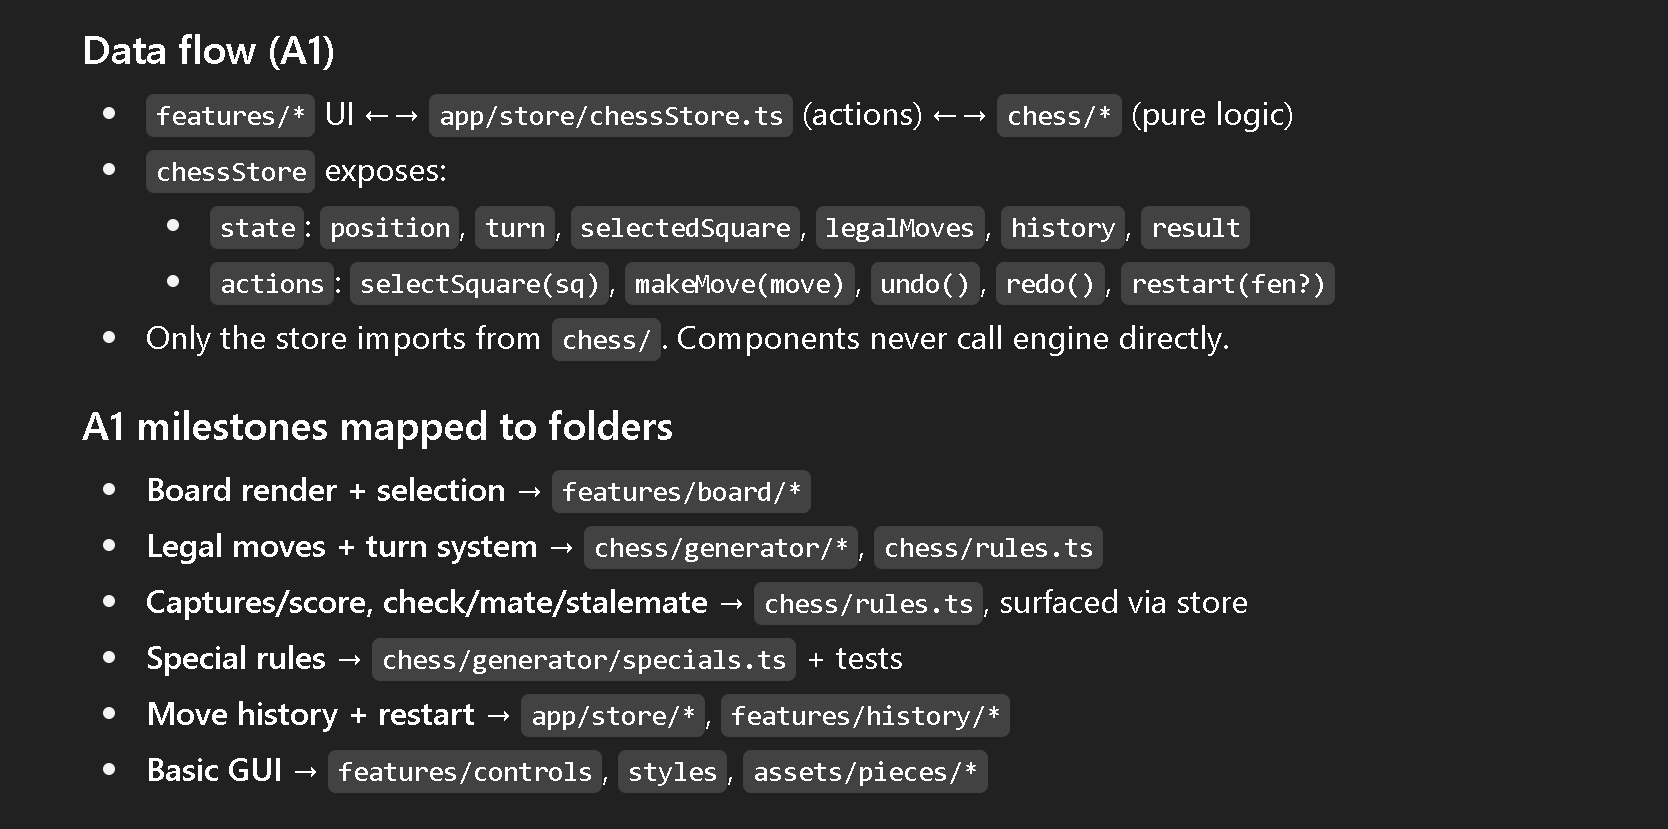 Data flow (A1)
• features/* UI ←→ app/store/chessStore.ts (actions) ←→ chess/* (pure logic)
• chessStore exposes:
• state: position, turn, selectedSquare, legalMoves, history, result
• actions: selectSquare(sq), makeMove(move), undo(), redo(), restart(fen?)
• Only the store imports from chess/. Components never call engine directly.
A1 milestones mapped to folders
• Board render + selection → features/board/*
• Legal moves + turn system → chess/generator/*, chess/rules.ts
• Captures/score, check/mate/stalemate → chess/rules.ts, surfaced via store
• Special rules → chess/generator/specials.ts + tests
• Move history + restart → app/store/*, features/history/*
• Basic GUI → features/controls, styles, assets/pieces/*